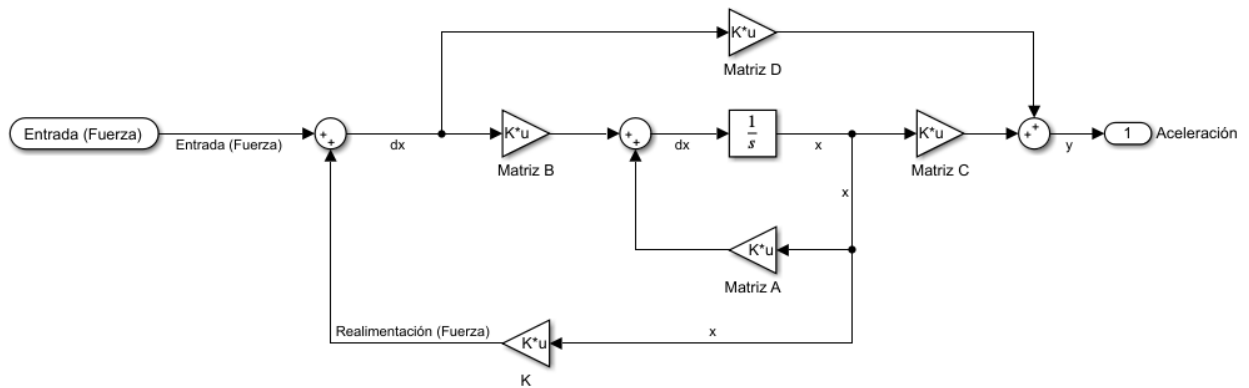 K*u
Matriz D
Entrada (Fuerza)
Entrada (Fuerza)
+
+
dx
K*u
Matriz B
+
+
dx
1
s
x
K*u
Matriz C
+
+
y
1
Aceleración
x
K*u
Matriz A
Realimentación (Fuerza)
K*u
K
x